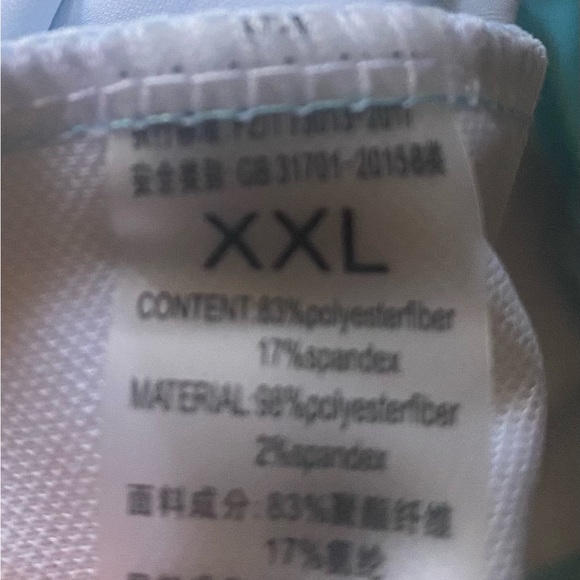 安全类别: GB 31701-2015B类
XXL
CONTENT:83%polyesterfiber
17%spandex
MATERIAL:98%polyesterfiber
2%spandex
面料成分:83%聚酯纤维
17%氨纶